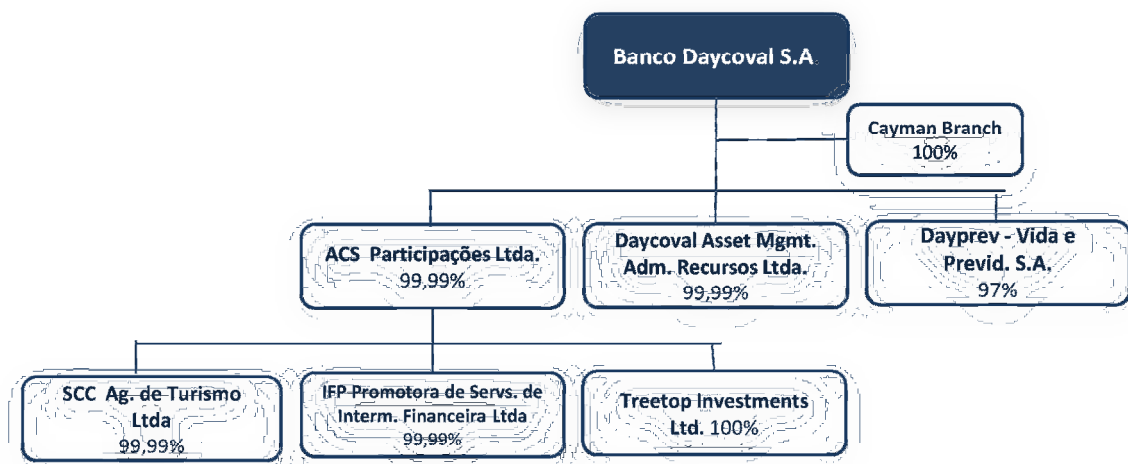 Banco Daycoval S.A.
Cayman Branch
100%
ACS Participações Ltda.
99,99%
Daycoval Asset Mgmt.
Adm. Recursos Ltda.
99,99%
Dayprev - Vida e
Previd. S.A.
97%
SCC Ag. de Turismo
Ltda
99,99%
IFP Promotora de Servs. de
Interm. Financeira Ltda
99,99%
Treetop Investments
Ltd. 100%